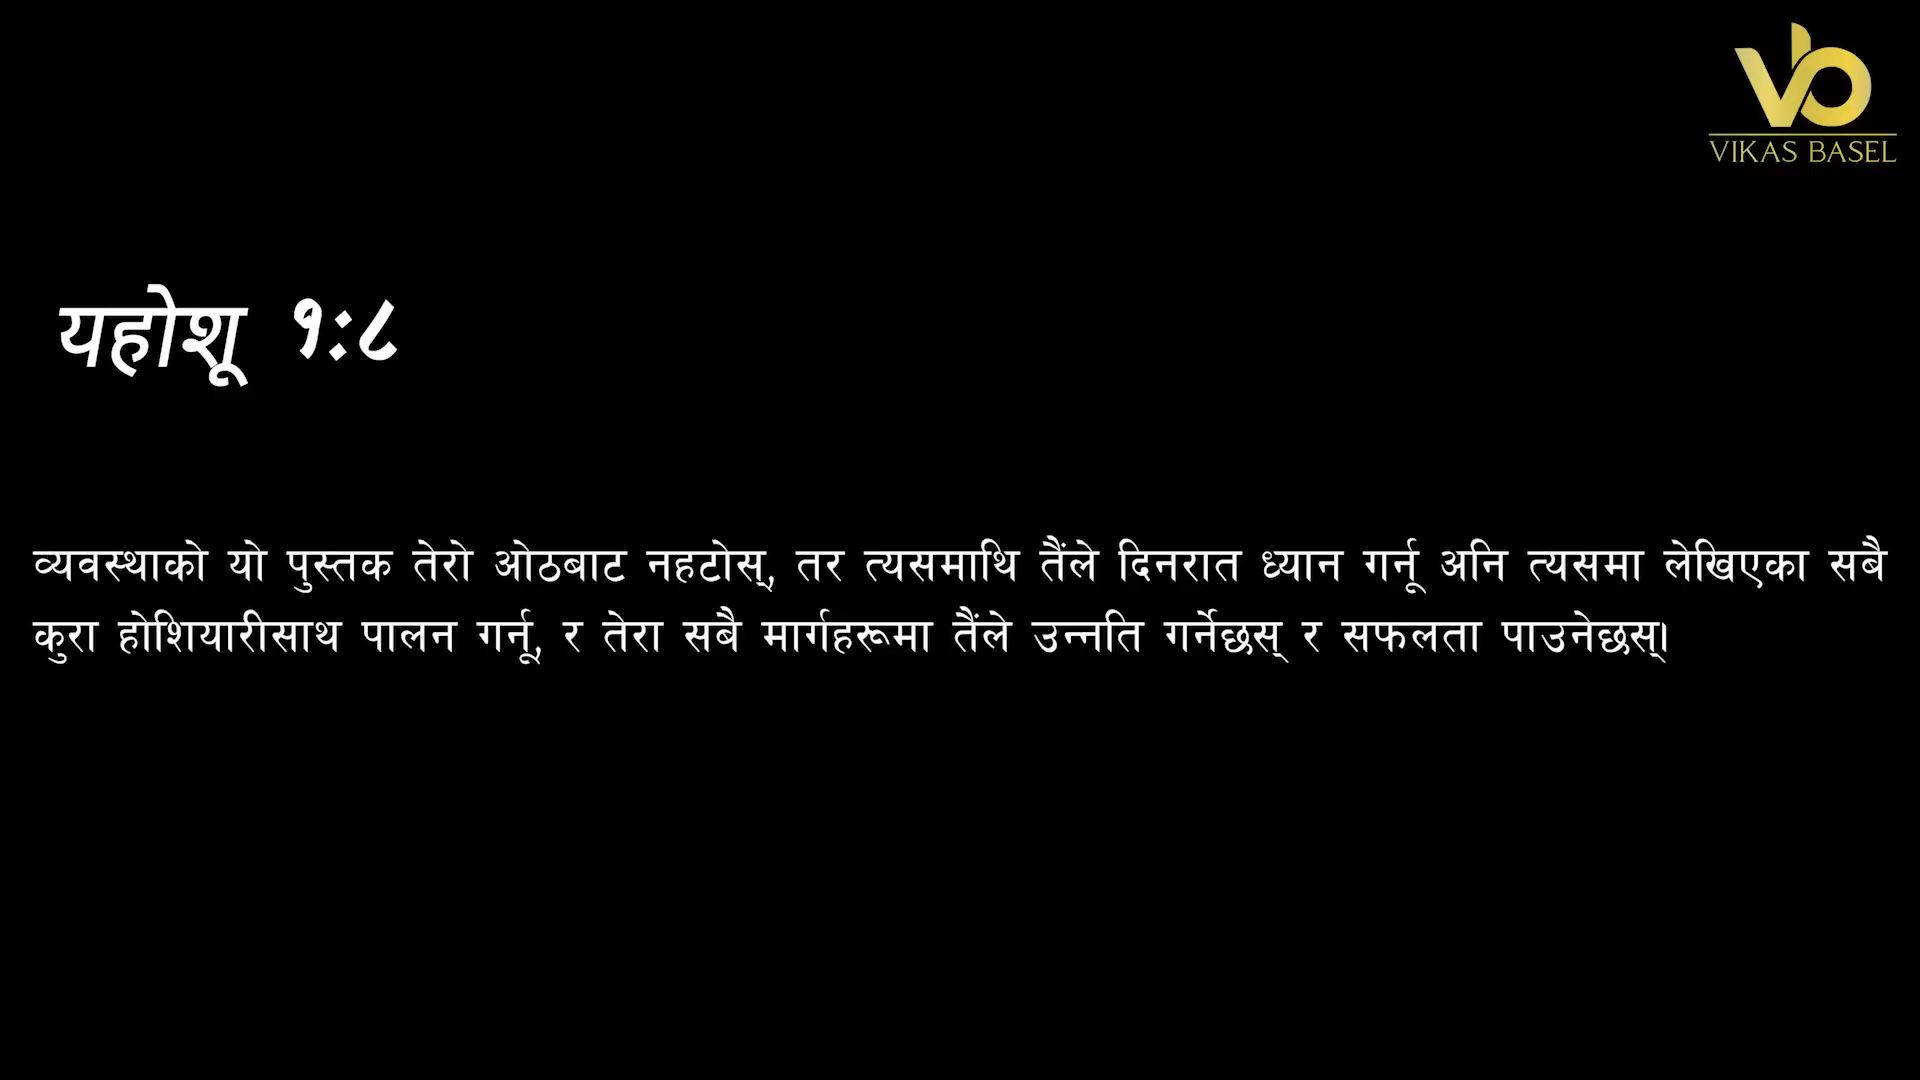 VIKAS BASEL
यहोशू १:८
व्यवस्थाको यो पुस्तक तेरो ओठबाट नहटोस्, तर त्यसमाथि तैंले दिनरात ध्यान गर्नू अनि त्यसमा लेखिएका सबै
कुरा होशियारीसाथ पालन गर्नू, र तेरा सबै मार्गहरूमा तैंले उन्नति गर्नेछस् र सफलता पाउनेछस्।